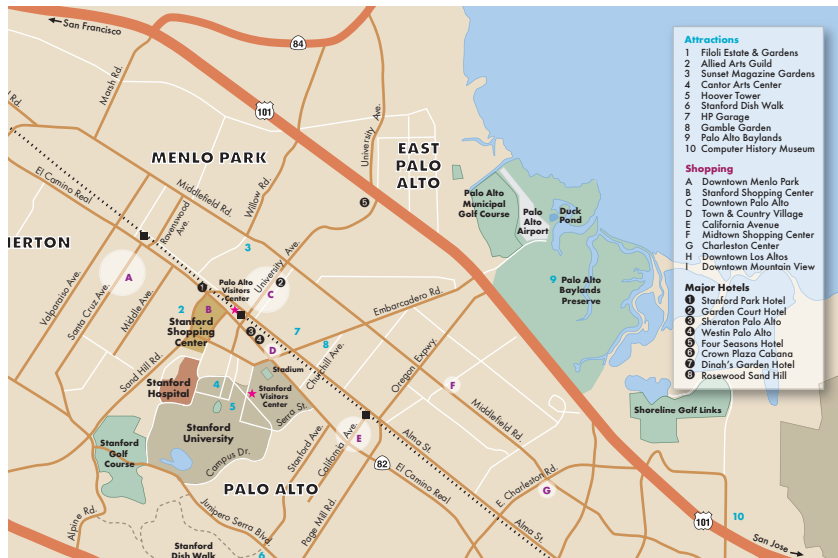 San Francisco
84
Marsh Rd.
101
University Ave.
MENLO PARK
EAST
PALO
ALTO
El Camino Real
Middlefield Rd.
Willow Rd.
Ravenswood
Ave.
5
Palo Alto
Municipal
Golf Course
Palo
Alto
Airport
Duck
Pond
3
A
Valparaiso Ave.
Santa Cruz Ave.
Middle Ave.
1
Palo Alto
Visitors
Center
University Ave.
2
C
Embarcadero Rd.
9
Palo Alto
Baylands
Preserve
2
B
Stanford
Shopping
Center
3
4
D
7
8
Sand Hill Rd.
Stanford
Hospital
4
5
Stadium
Stanford
Visitors
Center
Churchill Ave.
Oregon Expwy.
F
Serra St.
Stanford
University
Campus Dr.
Stanford
Golf
Course
Stanford Ave.
California Ave.
E
Alma St.
Middlefield Rd.
82
El Camino Real
Shoreline Golf Links
PALO ALTO
Junipero Serra Blvd.
Page Mill Rd.
E. Charleston Rd.
G
Alma St.
Alpine Rd.
Stanford
Dish Walk
6
101
10
San Jose
Attractions
1 Filoli Estate & Gardens
2 Allied Arts Guild
3 Sunset Magazine Gardens
4 Cantor Arts Center
5 Hoover Tower
6 Stanford Dish Walk
7 HP Garage
8 Gamble Garden
9 Palo Alto Baylands
10 Computer History Museum
Shopping
A Downtown Menlo Park
B Stanford Shopping Center
C Downtown Palo Alto
D Town & Country Village
E California Avenue
F Midtown Shopping Center
G Charleston Center
H Downtown Los Altos
I Downtown Mountain View
Major Hotels
1 Stanford Park Hotel
2 Garden Court Hotel
3 Sheraton Palo Alto
4 Westin Palo Alto
5 Four Seasons Hotel
6 Crown Plaza Cabana
7 Dinah's Garden Hotel
8 Rosewood Sand Hill